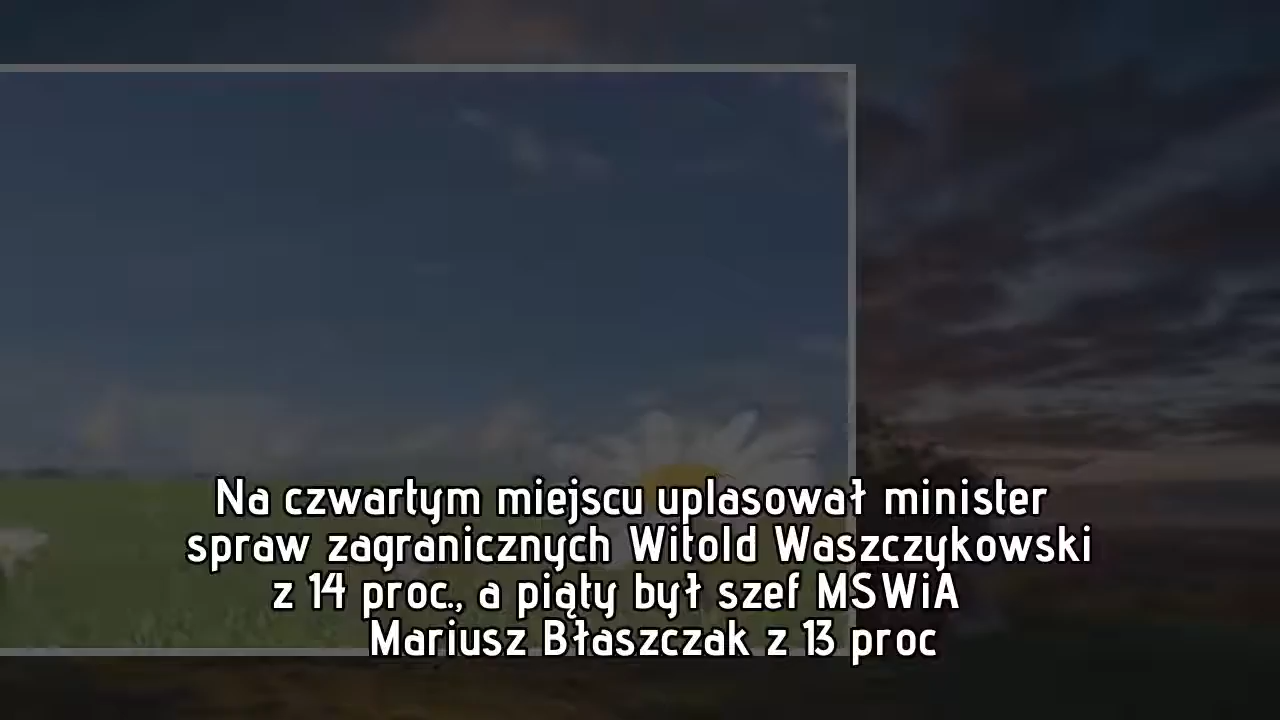 Na czwartym miejscu uplasował minister
spraw zagranicznych Witold Waszczykowski
z 14 proc., a piąty był szef MSWiA
Mariusz Błaszczak z 13 proc